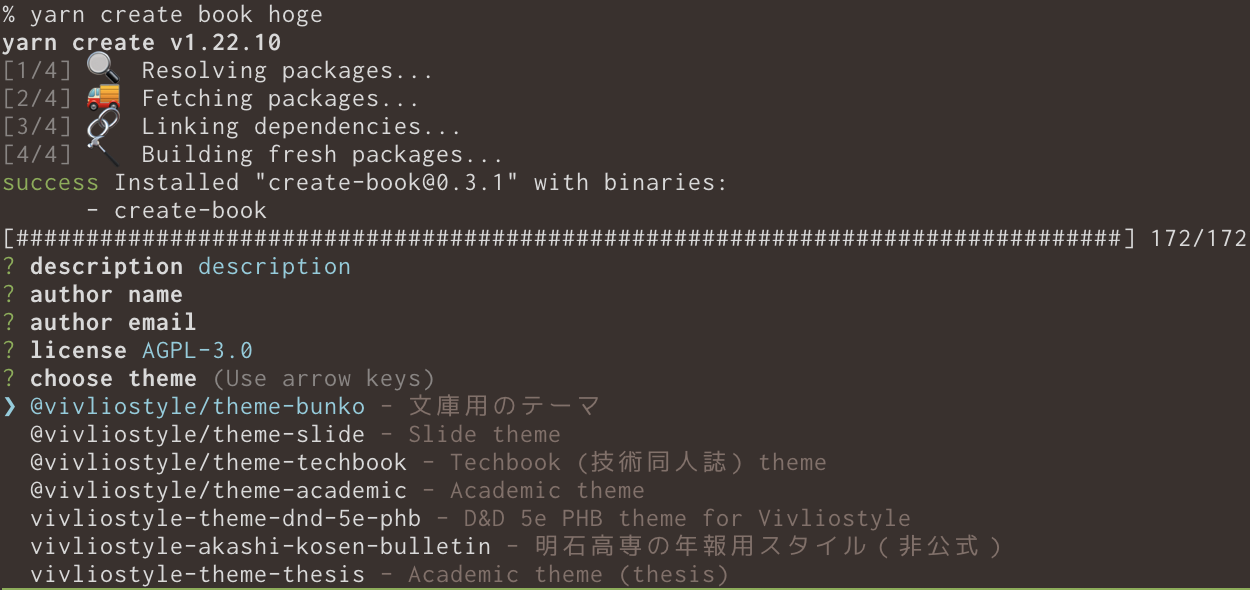 % yarn create book hoge
yarn create v1.22.10
[1/4] 🔍 Resolving packages...
[2/4] 🚚 Fetching packages...
[3/4] 🔗 Linking dependencies...
[4/4] 🔨 Building fresh packages...
success Installed "create-book@0.3.1" with binaries:
      - create-book
[###############################################################################] 172/172
? description description
? author name
? author email
? license AGPL-3.0
? choose theme (Use arrow keys)
❯ @vivliostyle/theme-bunko - 文庫用のテーマ
  @vivliostyle/theme-slide - Slide theme
  @vivliostyle/theme-techbook - Techbook (技術同人誌) theme
  @vivliostyle/theme-academic - Academic theme
  vivliostyle-theme-dnd-5e-phb - D&D 5e PHB theme for Vivliostyle
  vivliostyle-akashi-kosen-bulletin - 明石高専の年報用スタイル(非公式)
  vivliostyle-theme-thesis - Academic theme (thesis)